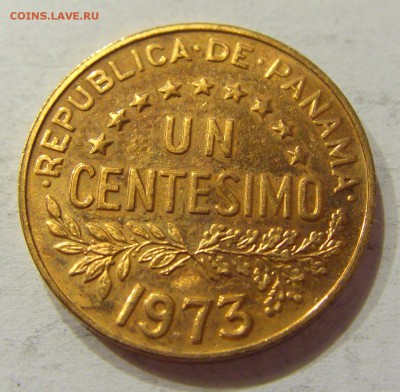 COINS.LAVE.RU
·REPUBLICA·DE·PANAMA·
UN
CENTESIMO
1973